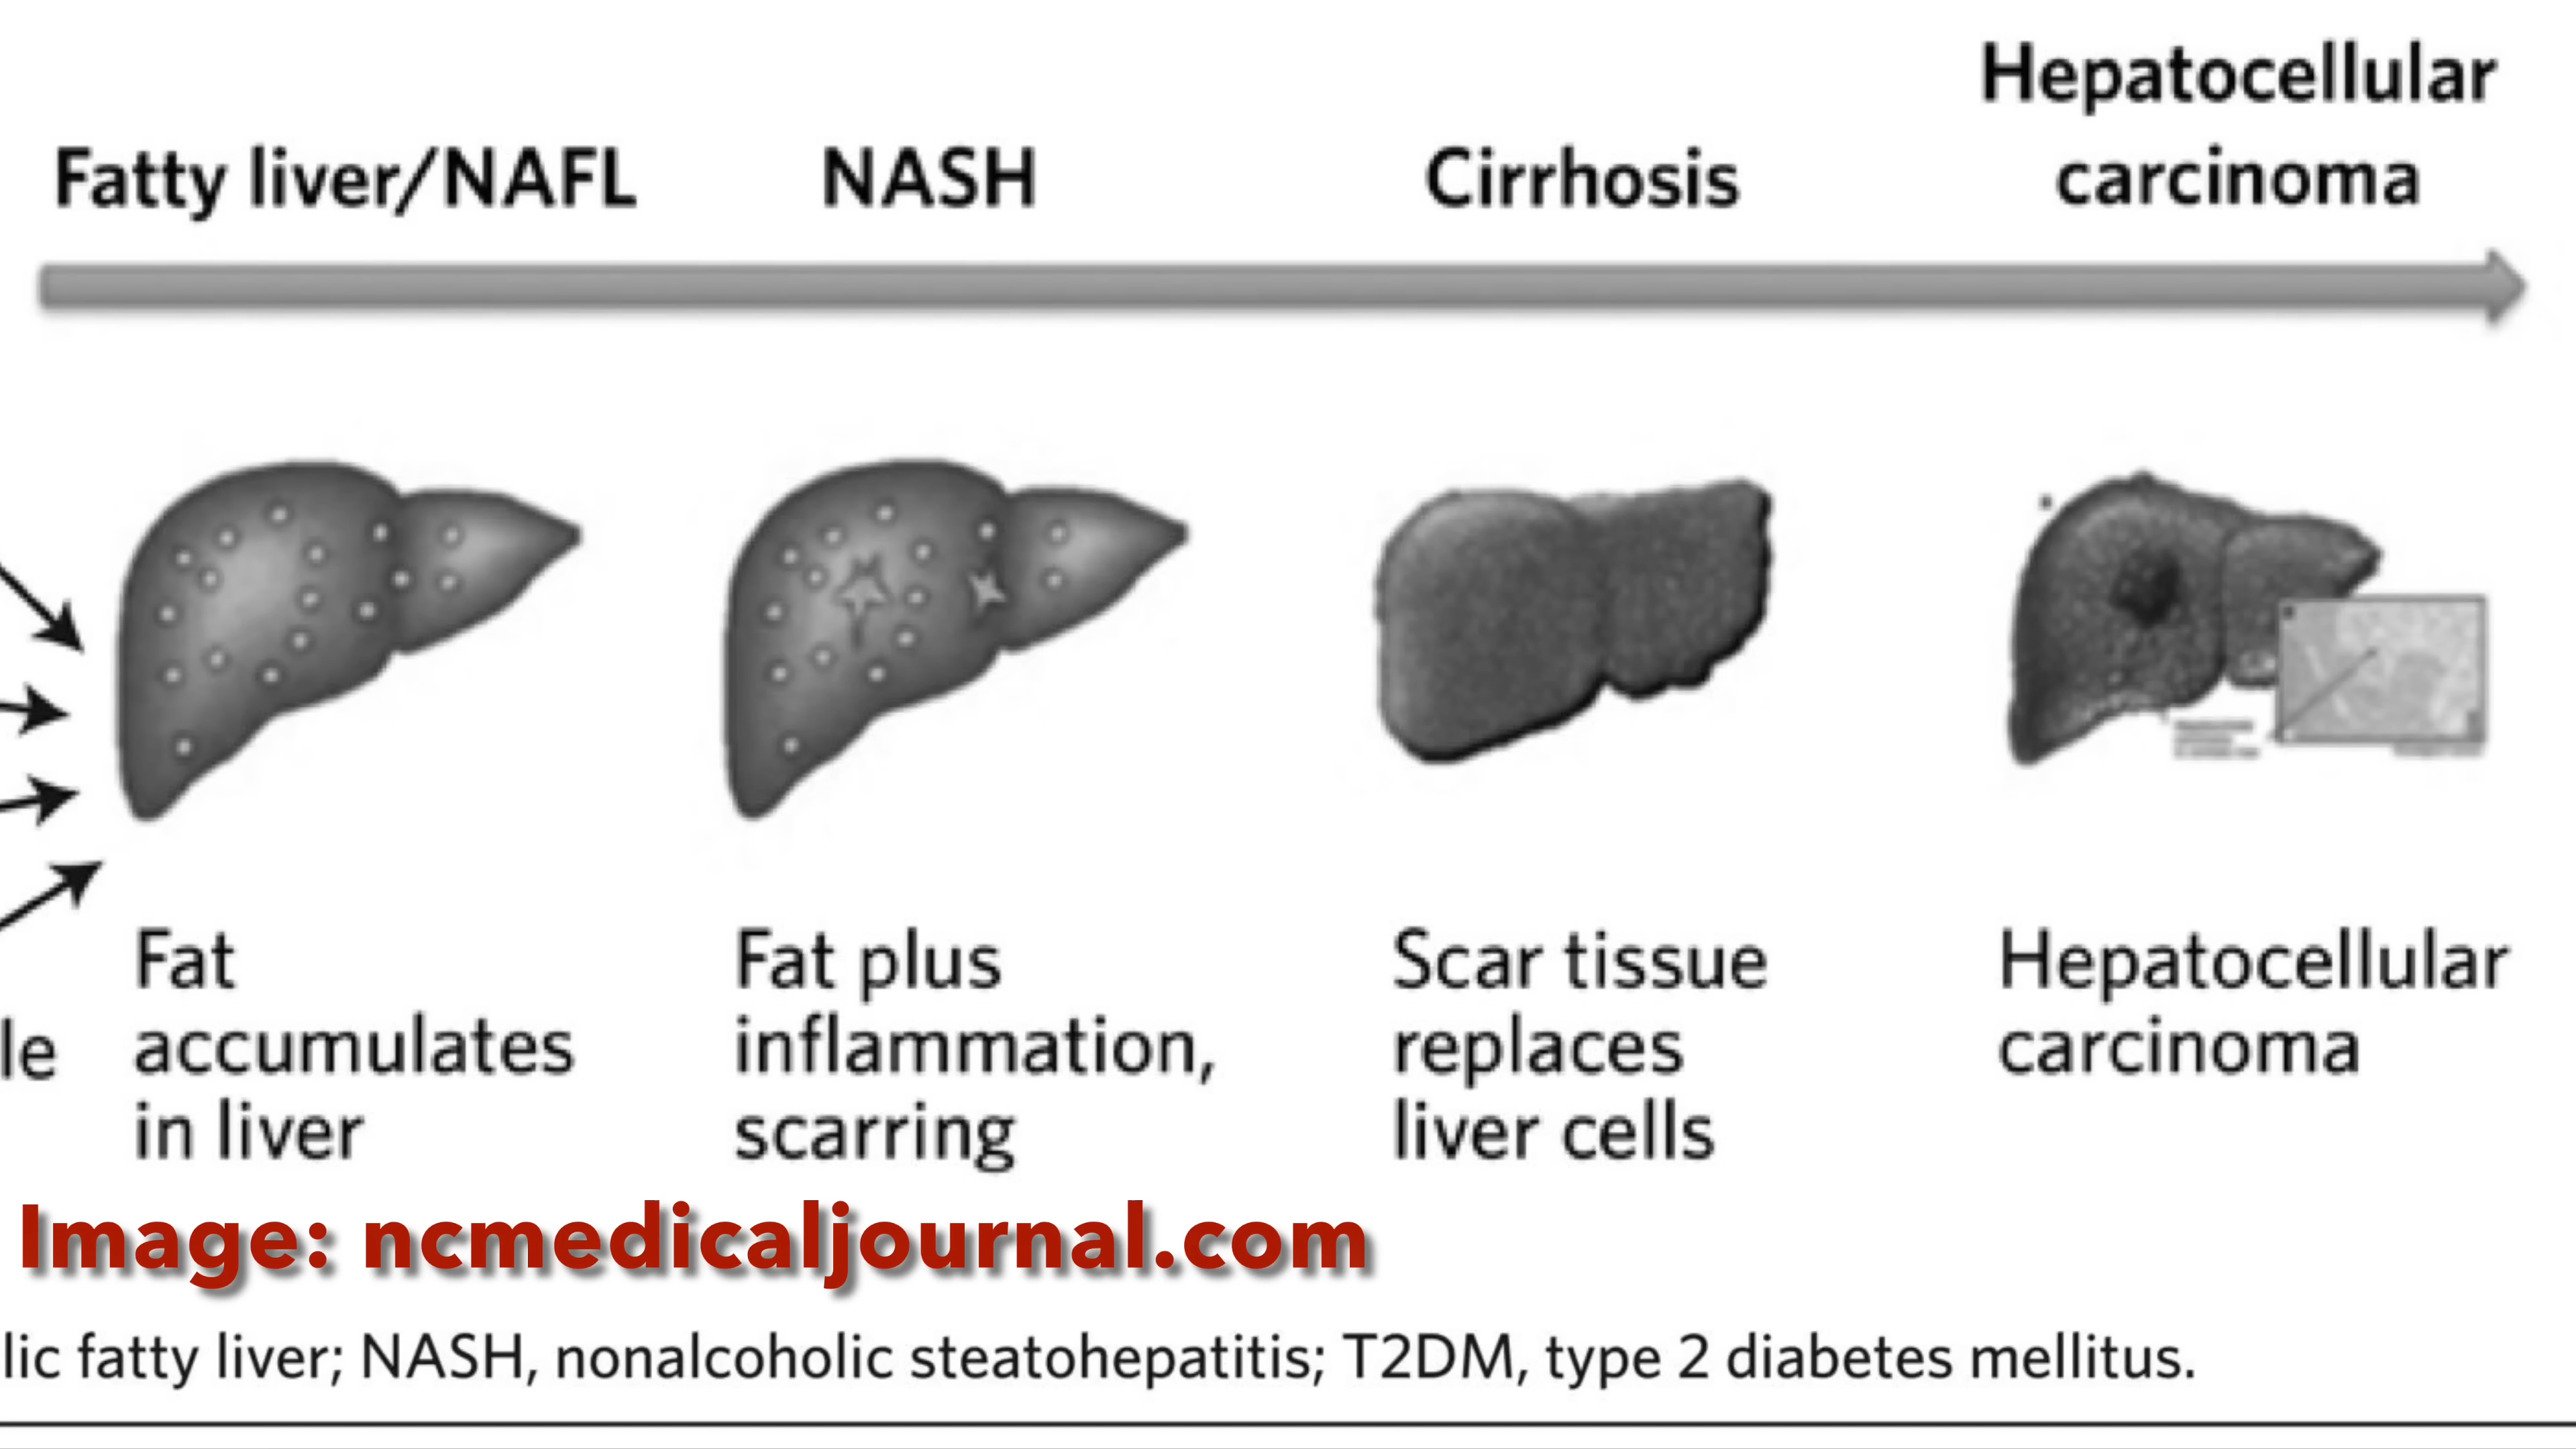 Hepatocellular
Fatty liver/NAFL NASH Cirrhosis carcinoma
Fat Fat plus Scar tissue Hepatocellular
le accumulates inflammation, replaces carcinoma
in liver scarring liver cells
Image: ncmedicaljournal.com
lic fatty liver; NASH, nonalcoholic steatohepatitis; T2DM, type 2 diabetes mellitus.